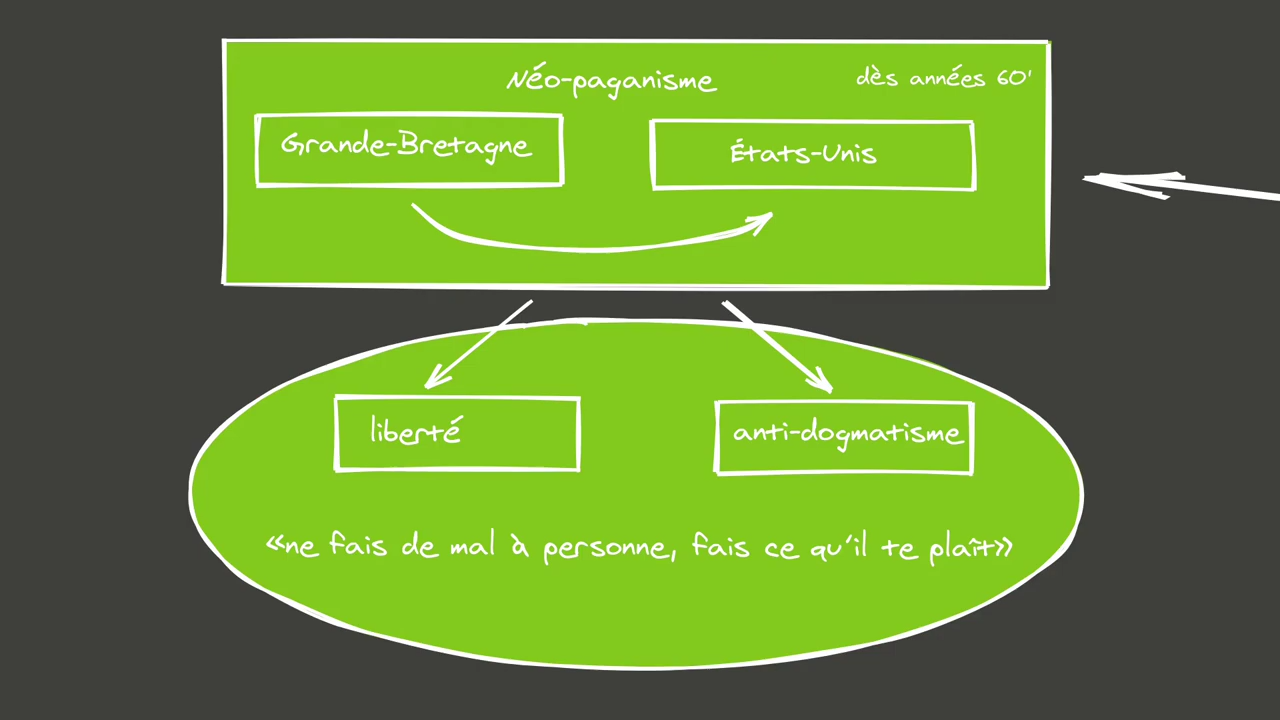 Néo-paganisme
dès années 60'
Grande-Bretagne
États-Unis
liberté
anti-dogmatisme
«ne fais de mal à personne, fais ce qu'il te plaît»